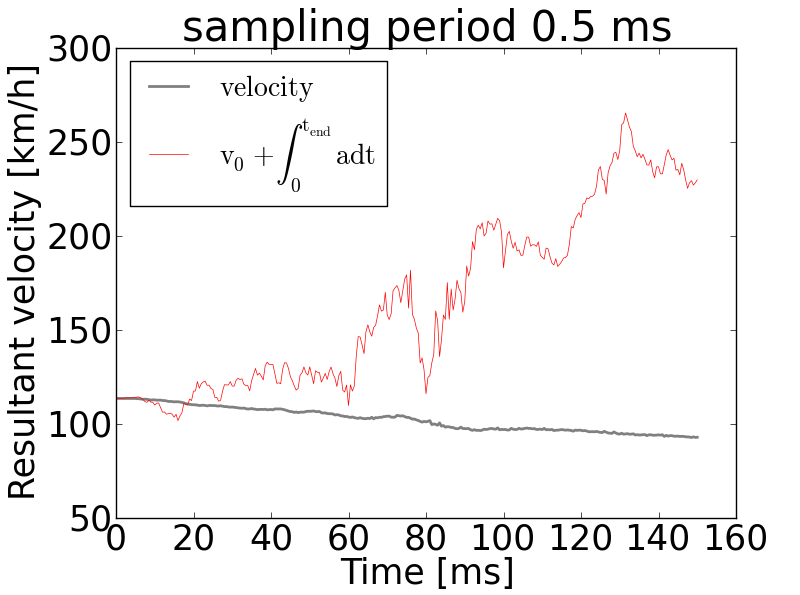 sampling period 0.5 ms
velocity
v₀ + ∫₀^{t_end} adt
Resultant velocity [km/h]
300
250
200
150
100
50
0 20 40 60 80 100 120 140 160
Time [ms]